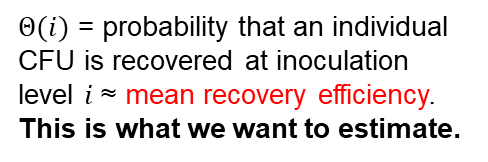 Θ(𝑖) = probability that an individual
CFU is recovered at inoculation
level 𝑖 ≈ mean recovery efficiency.
This is what we want to estimate.